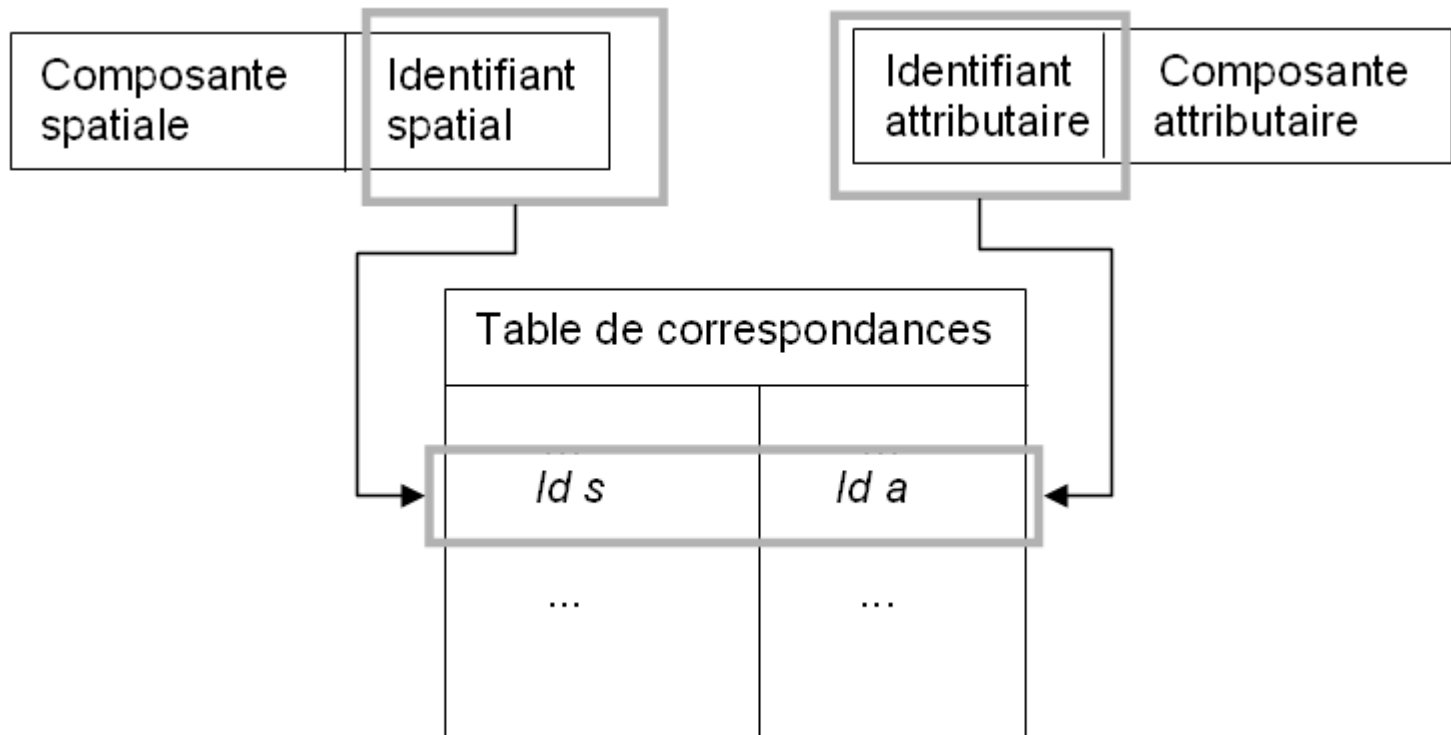 Composante
spatiale
Identifiant
spatial
Identifiant
attributaire
Composante
attributaire
Table de correspondances
... ...
Id s Id a
... ...